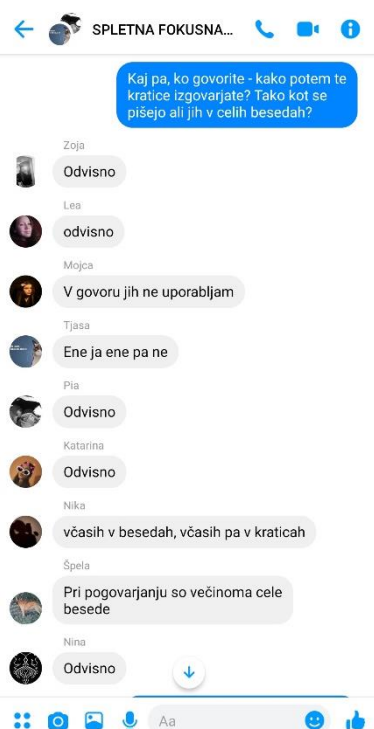 SPLETNA FOKUSNA...
Kaj pa, ko govorite - kako potem te
kratice izgovarjate? Tako kot se
pišejo ali jih v celih besedah?
Zoja
Odvisno
Lea
odvisno
Mojca
V govoru jih ne uporabljam
Tjasa
Ene ja ene pa ne
Pia
Odvisno
Katarina
Odvisno
Nika
včasih v besedah, včasih pa v kraticah
Špela
Pri pogovarjanju so večinoma cele
besede
Nina
Odvisno
Aa